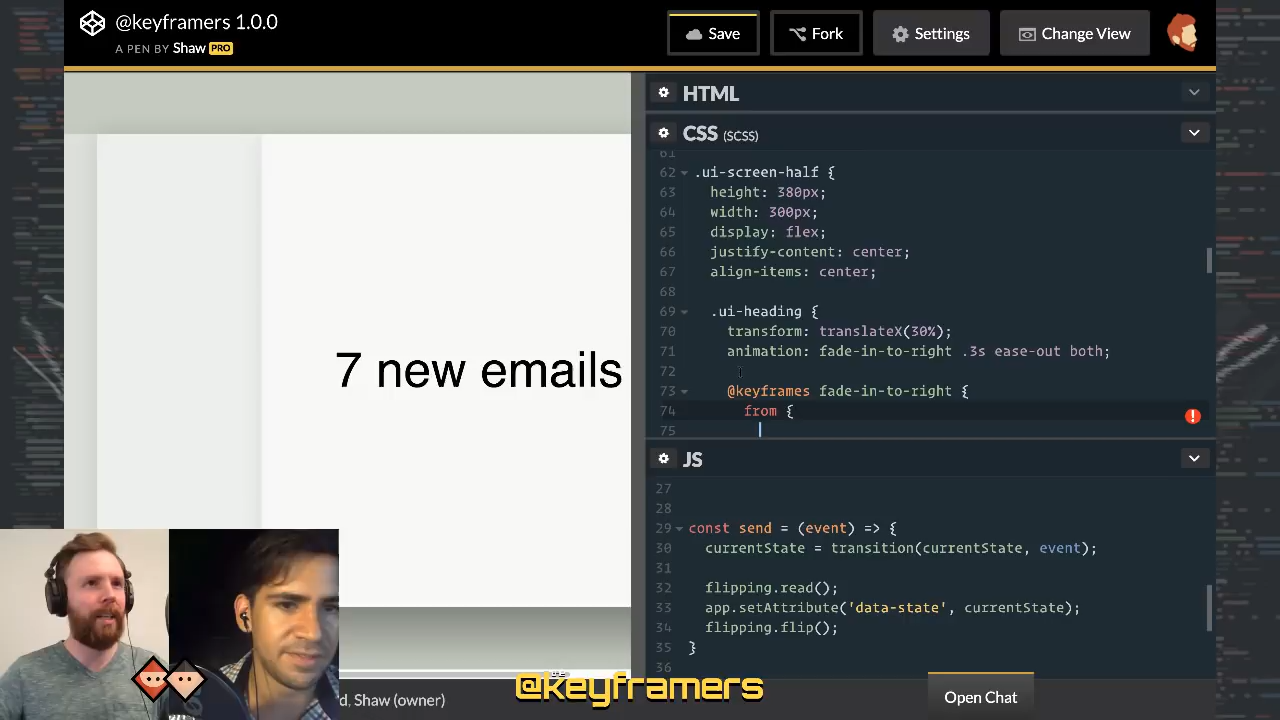 @keyframers 1.0.0
A PEN BY Shaw PRO
Save
Fork
Settings
Change View
HTML
CSS (SCSS)
61
62 .ui-screen-half {
63 height: 380px;
64 width: 300px;
65 display: flex;
66 justify-content: center;
67 align-items: center;
68
69 .ui-heading {
70 transform: translateX(30%);
71 animation: fade-in-to-right .3s ease-out both;
72
73 @keyframes fade-in-to-right {
74 from {
75
7 new emails
JS
27
28
29 const send = (event) => {
30 currentState = transition(currentState, event);
31
32 flipping.read();
33 app.setAttribute('data-state', currentState);
34 flipping.flip();
35 }
36
@keyframers
d, Shaw (owner)
Open Chat